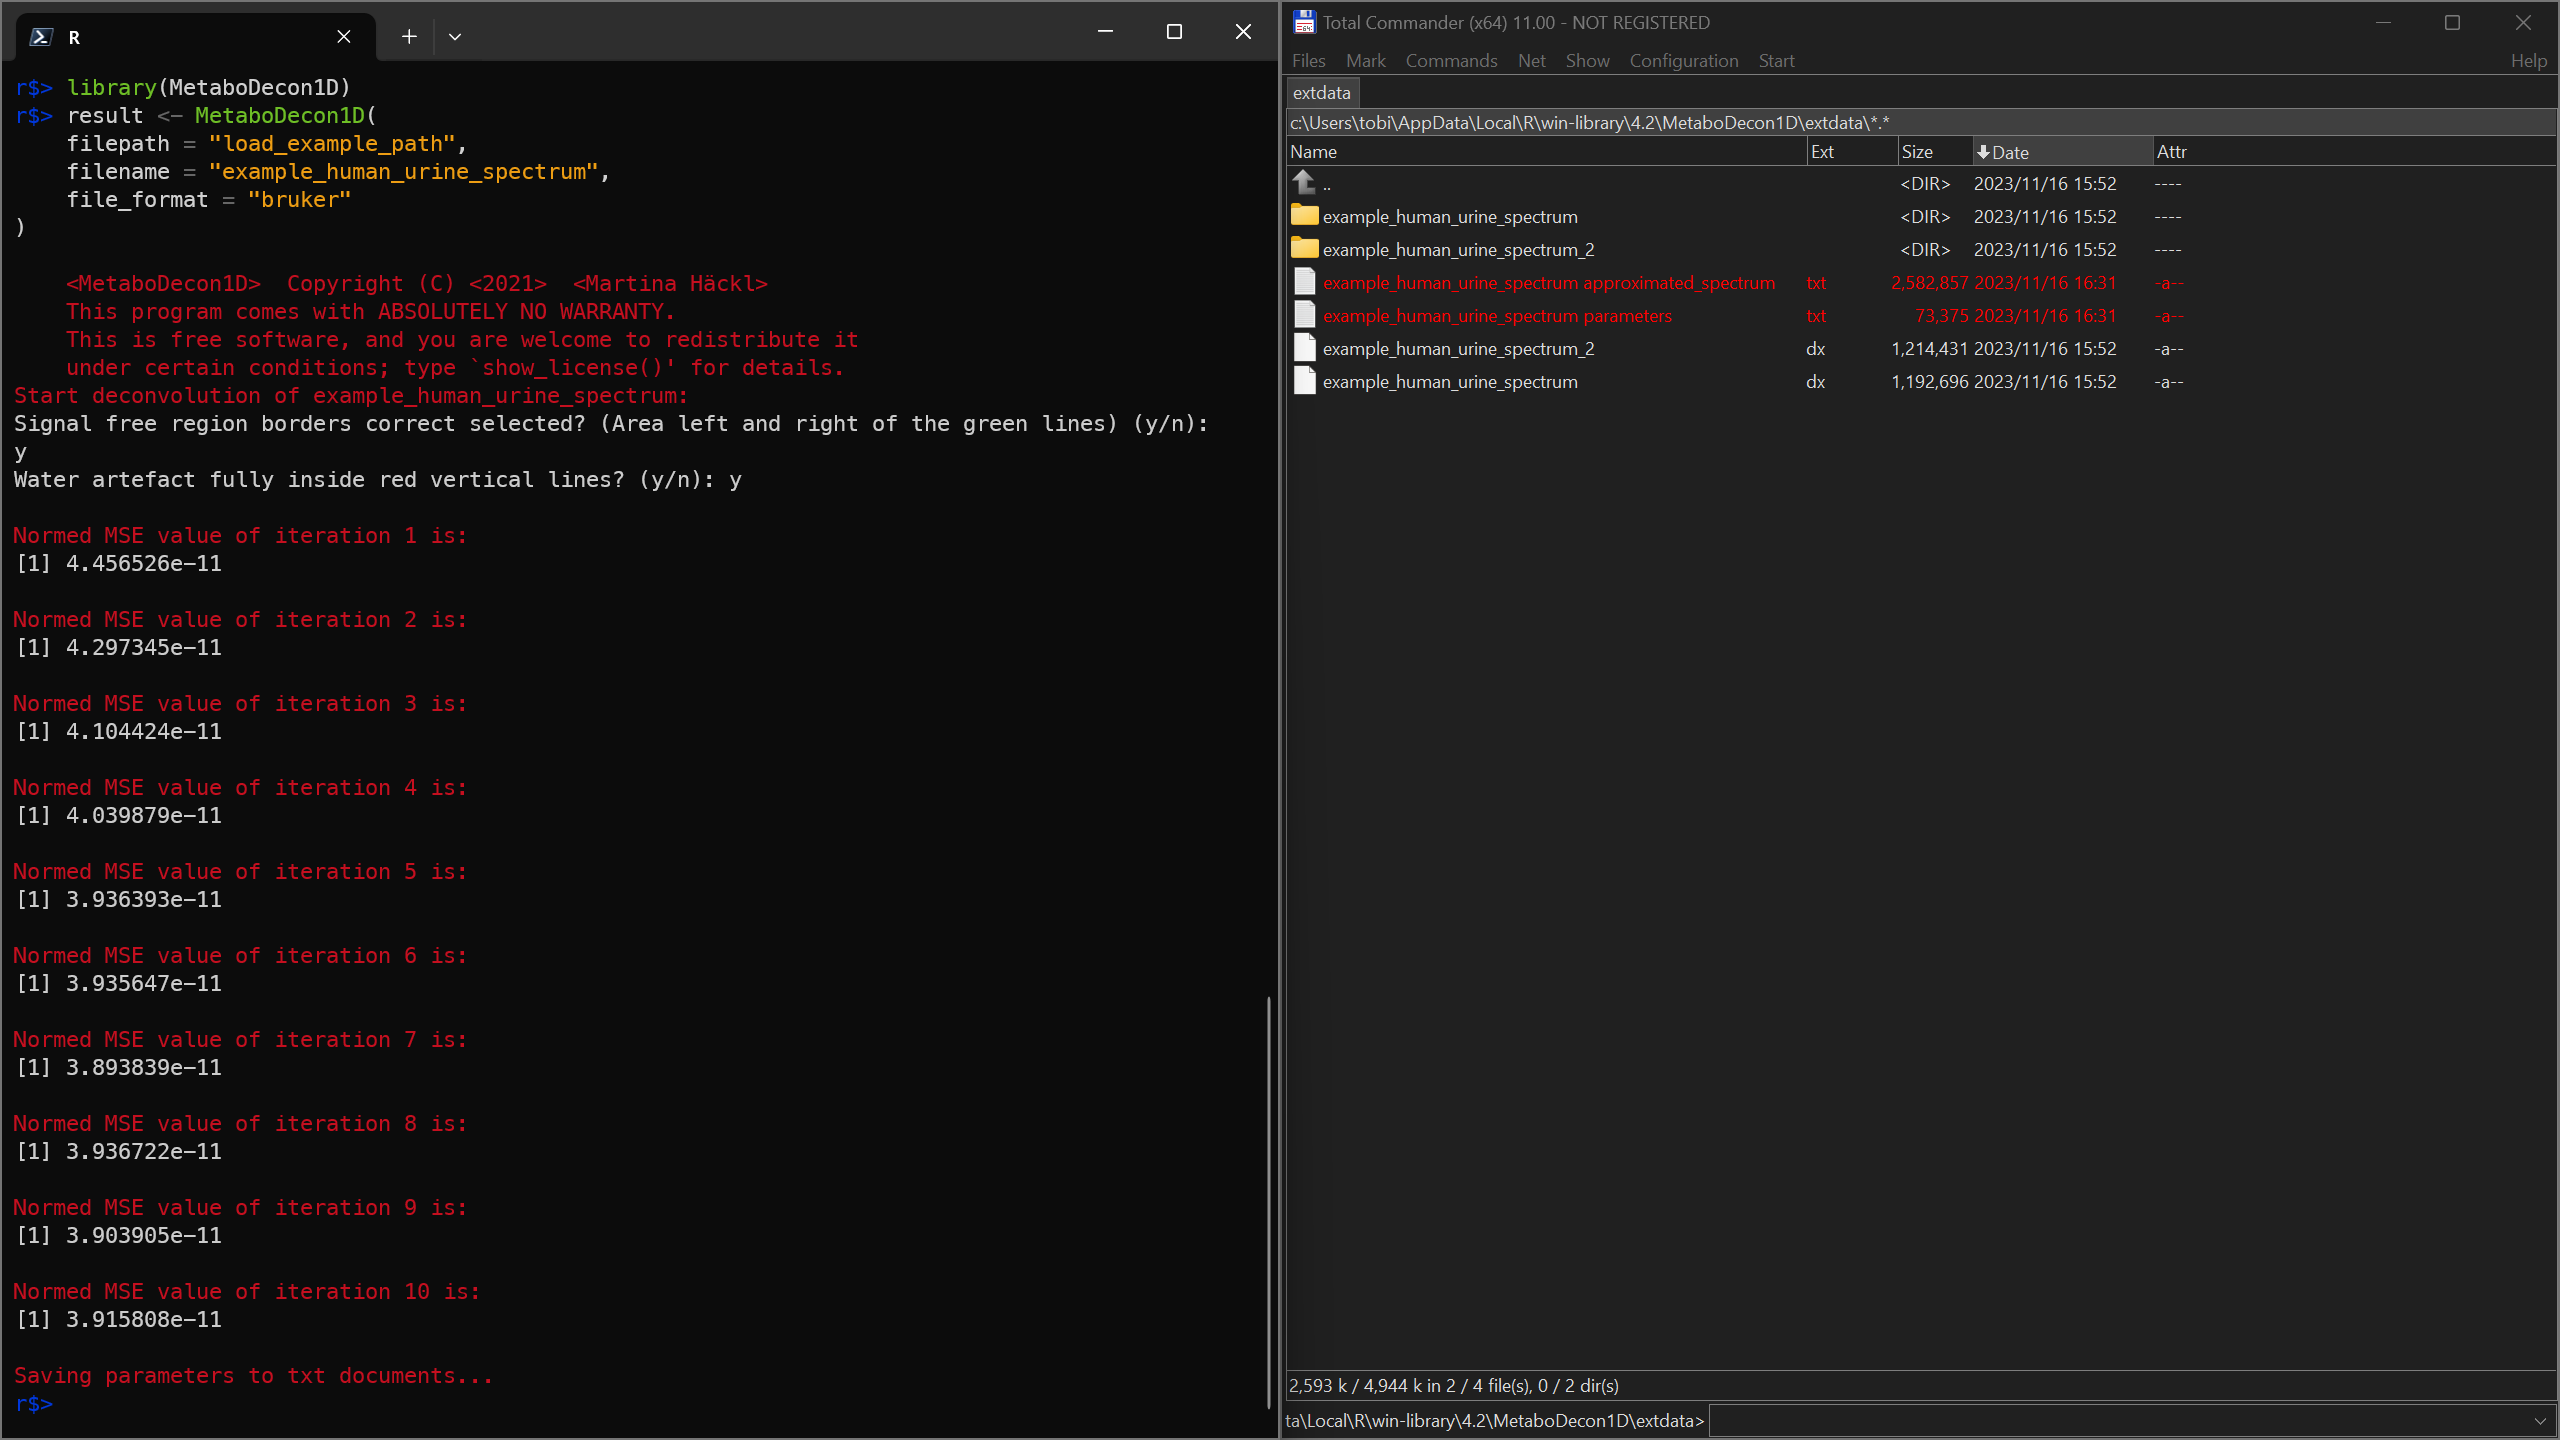 R
r$> library(MetaboDecon1D)
r$> result <- MetaboDecon1D(
filepath = "load_example_path",
filename = "example_human_urine_spectrum",
file_format = "bruker"
)
<MetaboDecon1D>  Copyright (C) <2021>  <Martina Häckl>
This program comes with ABSOLUTELY NO WARRANTY.
This is free software, and you are welcome to redistribute it
under certain conditions; type `show_license()' for details.
Start deconvolution of example_human_urine_spectrum:
Signal free region borders correct selected? (Area left and right of the green lines) (y/n):
y
Water artefact fully inside red vertical lines? (y/n): y
Normed MSE value of iteration 1 is:
[1] 4.456526e-11
Normed MSE value of iteration 2 is:
[1] 4.297345e-11
Normed MSE value of iteration 3 is:
[1] 4.104424e-11
Normed MSE value of iteration 4 is:
[1] 4.039879e-11
Normed MSE value of iteration 5 is:
[1] 3.936393e-11
Normed MSE value of iteration 6 is:
[1] 3.935647e-11
Normed MSE value of iteration 7 is:
[1] 3.893839e-11
Normed MSE value of iteration 8 is:
[1] 3.936722e-11
Normed MSE value of iteration 9 is:
[1] 3.903905e-11
Normed MSE value of iteration 10 is:
[1] 3.915808e-11
Saving parameters to txt documents...
r$>
Total Commander (x64) 11.00 - NOT REGISTERED
Files Mark Commands Net Show Configuration Start Help
extdata
c:\Users\tobi\AppData\Local\R\win-library\4.2\MetaboDecon1D\extdata\*.*
Name Ext Size Date Attr
.. <DIR> 2023/11/16 15:52 ----
example_human_urine_spectrum <DIR> 2023/11/16 15:52 ----
example_human_urine_spectrum_2 <DIR> 2023/11/16 15:52 ----
example_human_urine_spectrum approximated_spectrum txt 2,582,857 2023/11/16 16:31 -a--
example_human_urine_spectrum parameters txt 73,375 2023/11/16 16:31 -a--
example_human_urine_spectrum_2 dx 1,214,431 2023/11/16 15:52 -a--
example_human_urine_spectrum dx 1,192,696 2023/11/16 15:52 -a--
2,593 k / 4,944 k in 2 / 4 file(s), 0 / 2 dir(s)
ta\Local\R\win-library\4.2\MetaboDecon1D\extdata>